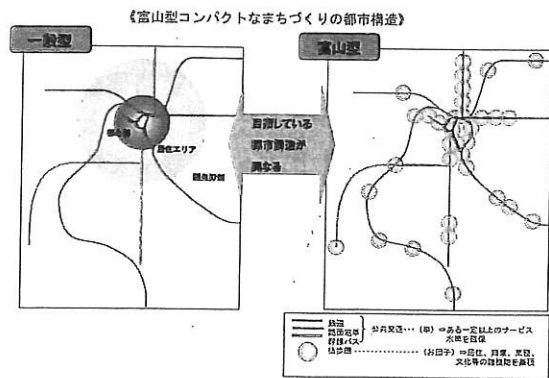 《富山型コンパクトなまちづくりの都市構造》
一般型
富山型
都心部
居住エリア
郊外抑制
目指している
都市構造が
異なる
鉄道
路面電車
幹線バス
公共交通…(串)⇒ある一定以上のサービス
水準を確保
徒歩圏
(お団子)⇒居住、商業、業務、
文化等の諸機能を集積